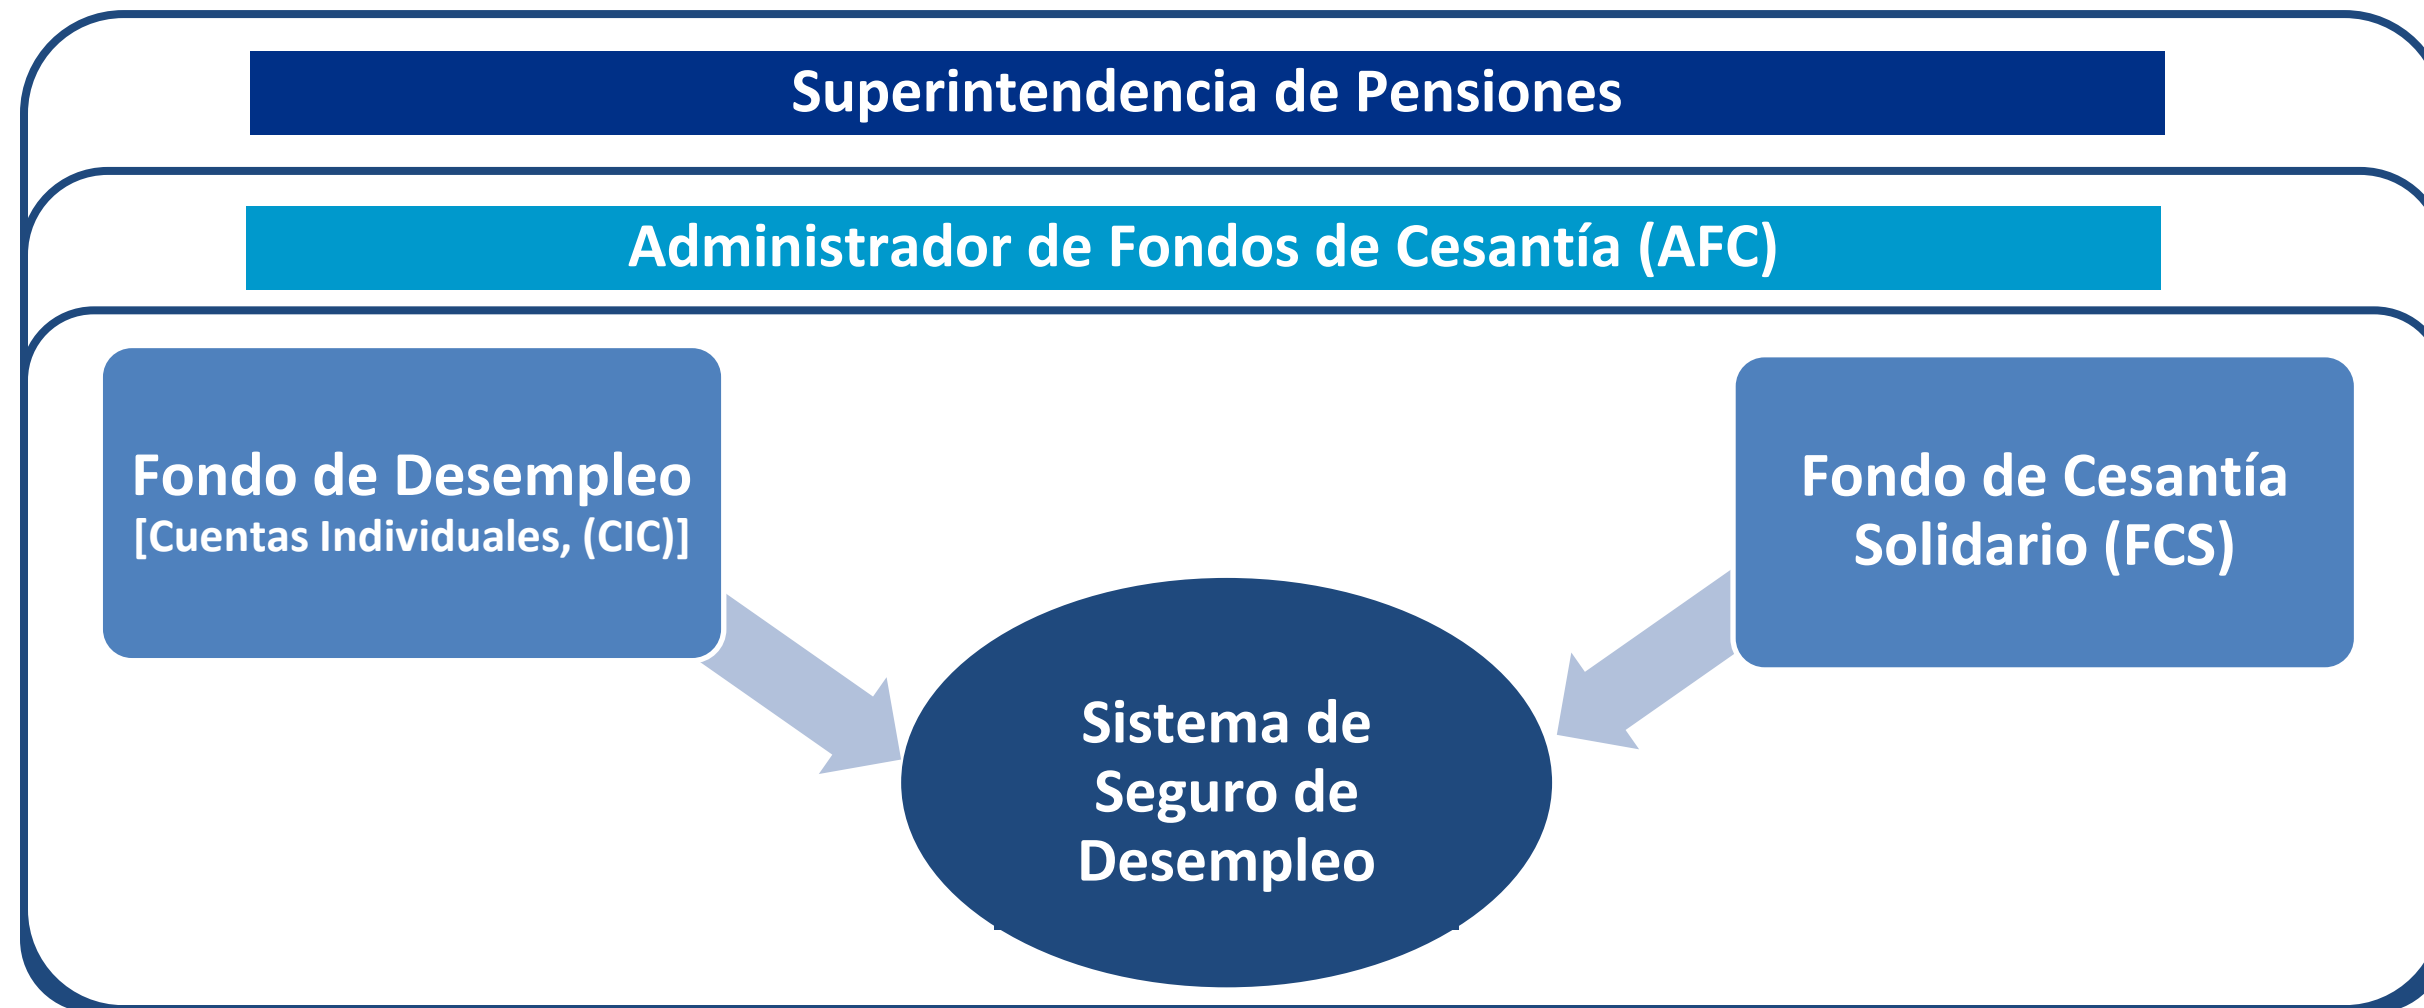 Superintendencia de Pensiones
Administrador de Fondos de Cesantía (AFC)
Fondo de Desempleo
[Cuentas Individuales, (CIC)]
Fondo de Cesantía
Solidario (FCS)
Sistema de
Seguro de
Desempleo